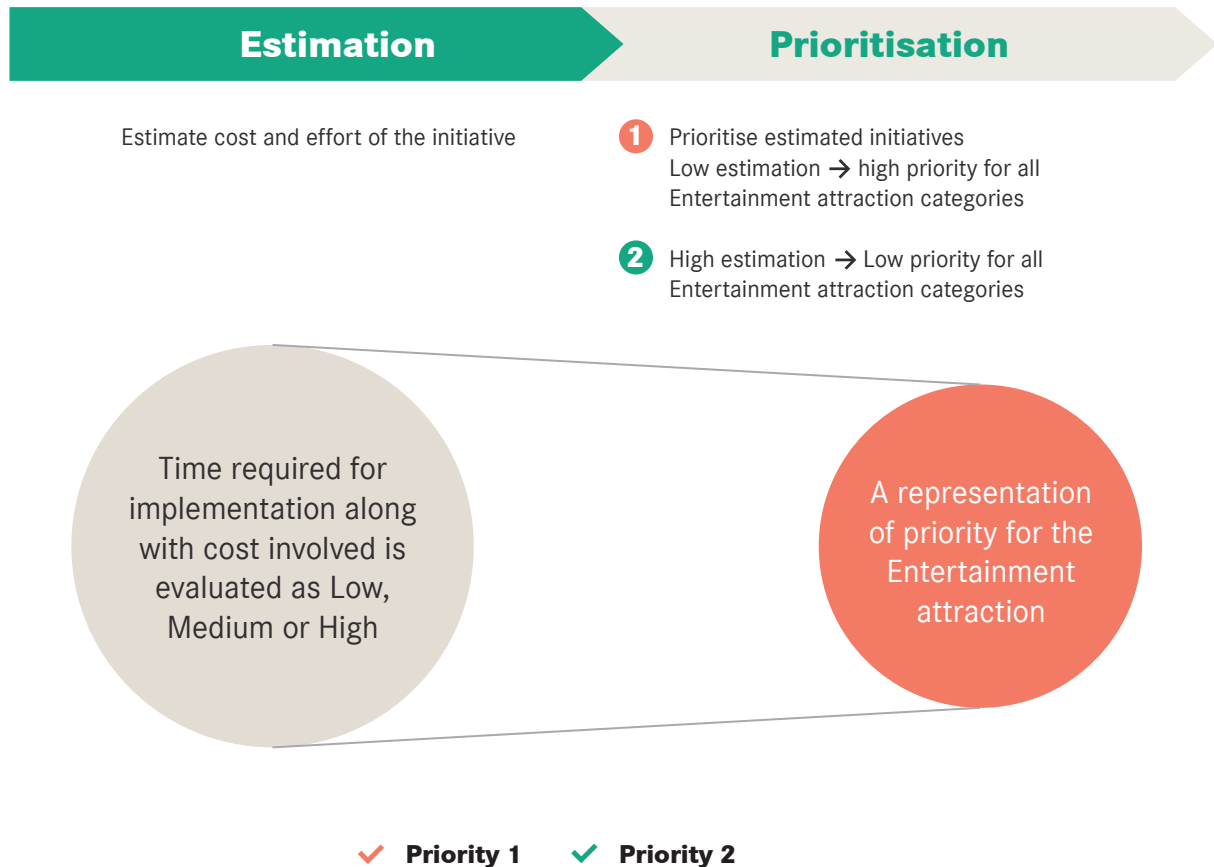 Estimation
Prioritisation
Estimate cost and effort of the initiative
1 Prioritise estimated initiatives
Low estimation → high priority for all
Entertainment attraction categories
2 High estimation → Low priority for all
Entertainment attraction categories
Time required for
implementation along
with cost involved is
evaluated as Low,
Medium or High
A representation
of priority for the
Entertainment
attraction
✓ Priority 1 ✓ Priority 2